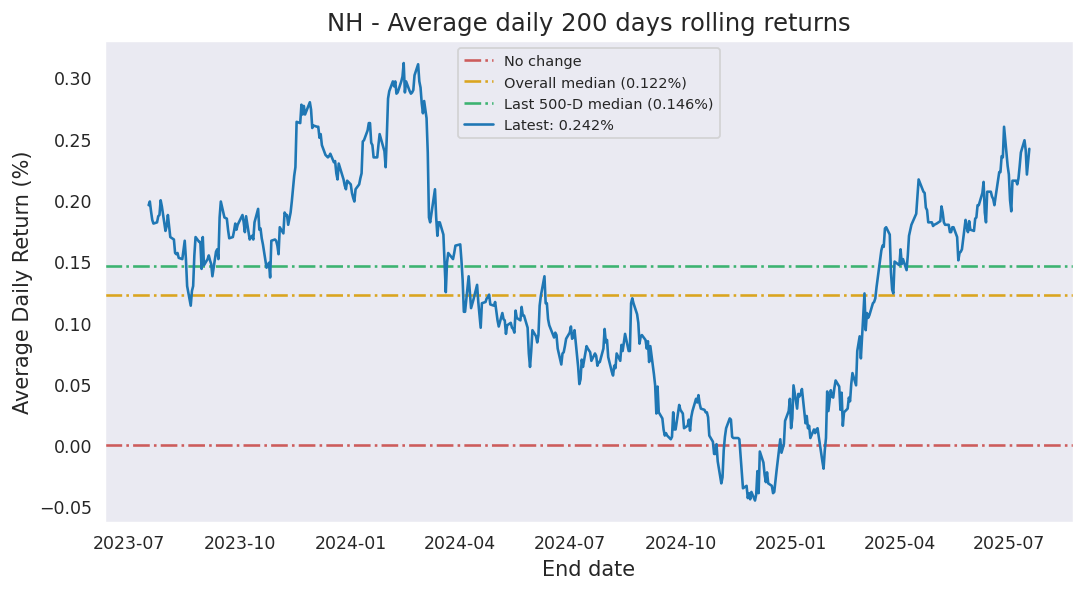 NH - Average daily 200 days rolling returns
No change
Overall median (0.122%)
Last 500-D median (0.146%)
Latest: 0.242%
Average Daily Return (%)
0.30
0.25
0.20
0.15
0.10
0.05
0.00
−0.05
2023-07 2023-10 2024-01 2024-04 2024-07 2024-10 2025-01 2025-04 2025-07
End date